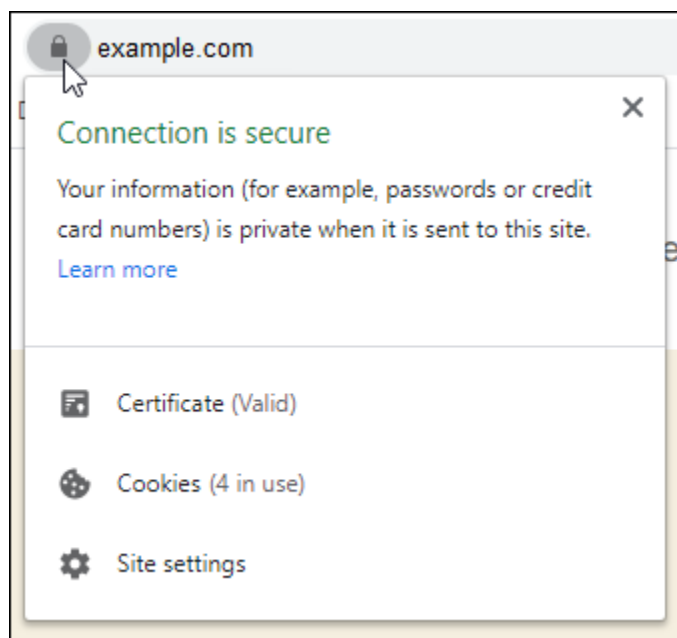 example.com
Connection is secure
Your information (for example, passwords or credit
card numbers) is private when it is sent to this site.
Learn more
Certificate (Valid)
Cookies (4 in use)
Site settings